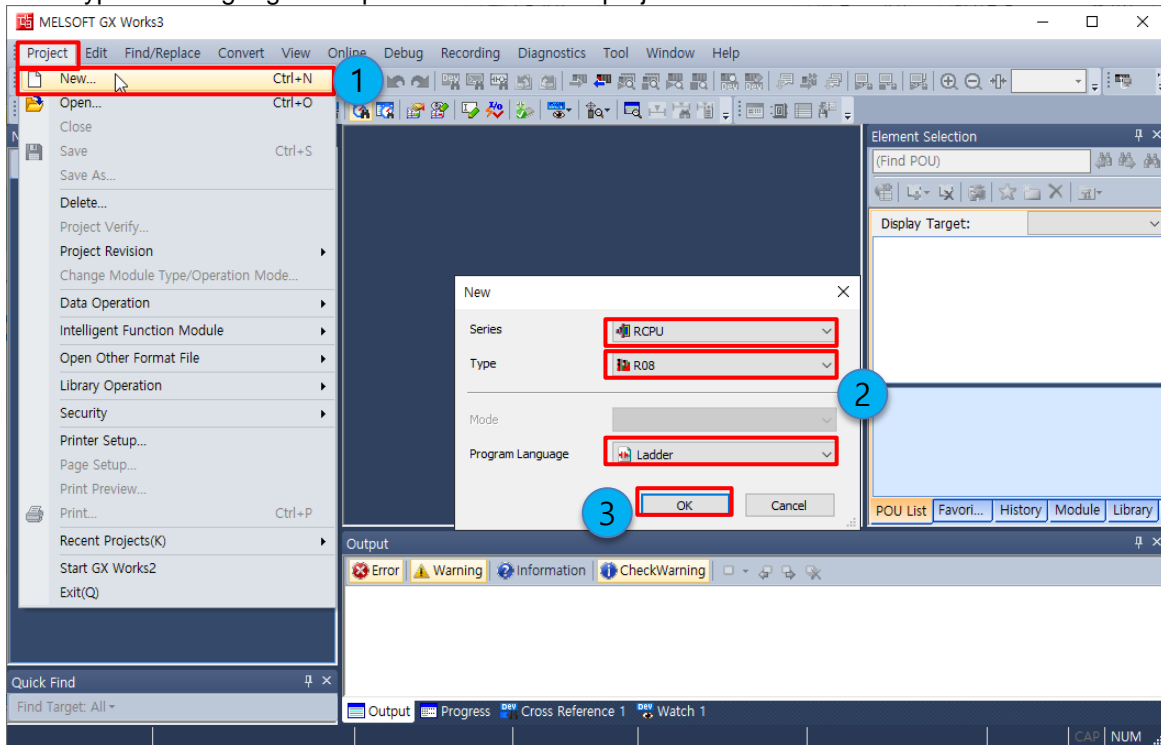 MELSOFT GX Works3
Project Edit Find/Replace Convert View Online Debug Recording Diagnostics Tool Window Help
New... Ctrl+N
1
Open... Ctrl+O
Close
Save Ctrl+S
Save As...
Delete...
Project Verify...
Project Revision
Change Module Type/Operation Mode...
Data Operation
Intelligent Function Module
Open Other Format File
Library Operation
Security
Printer Setup...
Page Setup...
Print Preview...
Print... Ctrl+P
Recent Projects(K)
Start GX Works2
Exit(Q)
New
Series RCPU
Type R08
2
Mode
Program Language Ladder
3
OK Cancel
Element Selection
(Find POU)
Display Target:
POU List Favori... History Module Library
Output
Error Warning Information CheckWarning
Quick Find
Find Target: All
Output Progress Cross Reference 1 Watch 1
CAP NUM